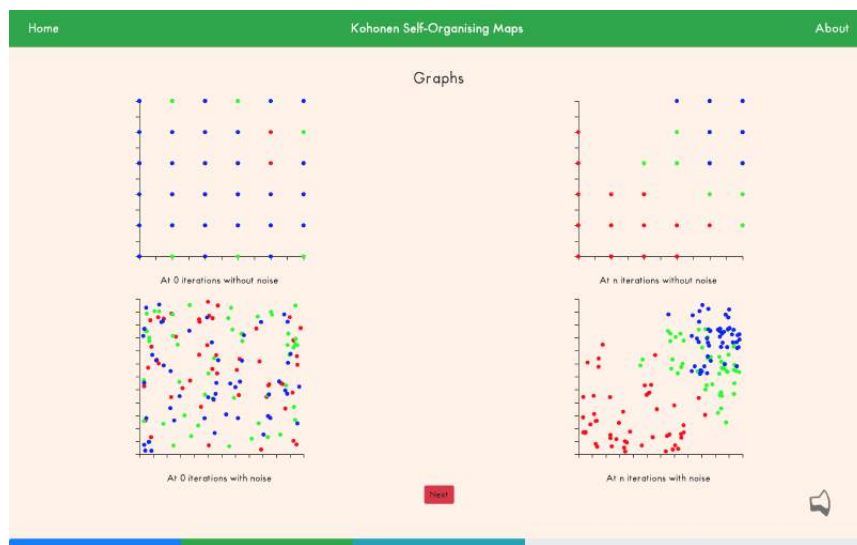 Home
Kohonen Self-Organising Maps
About
Graphs
At 0 iterations without noise
At n iterations without noise
At 0 iterations with noise
At n iterations with noise
Next